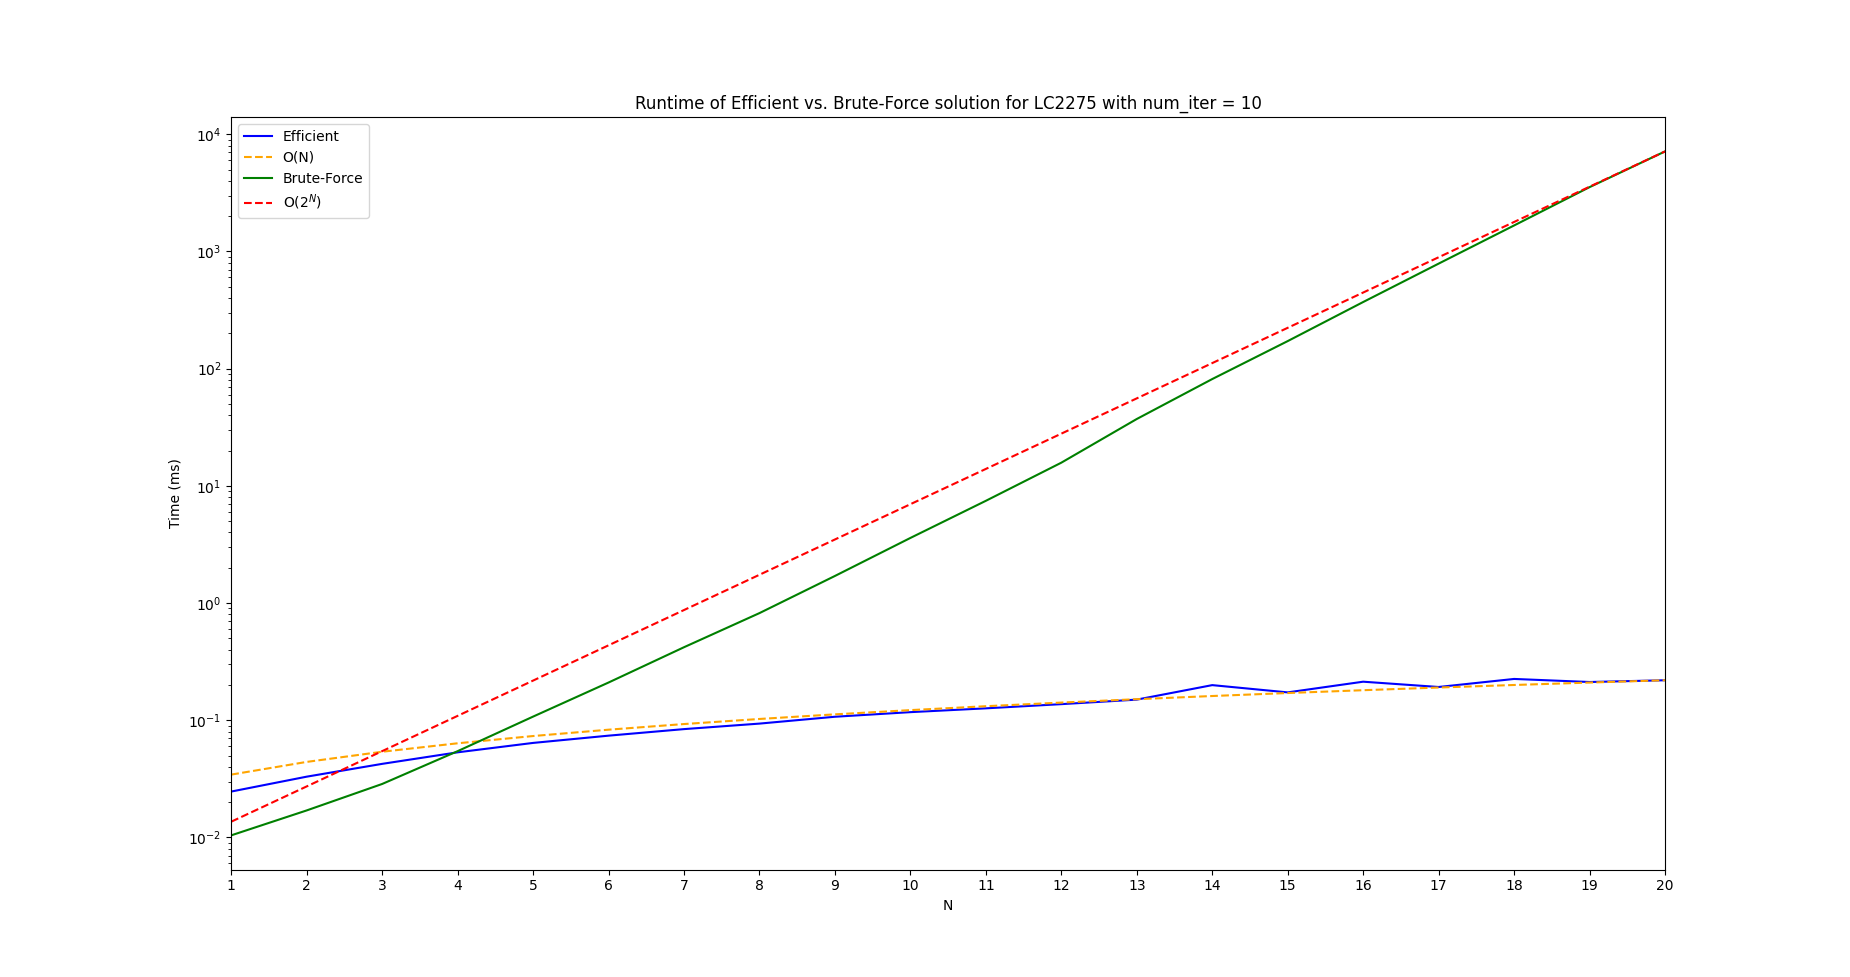 Runtime of Efficient vs. Brute-Force solution for LC2275 with num_iter = 10
Efficient
O(N)
Brute-Force
O(2^N)
10^4
10^3
10^2
10^1
10^0
10^−1
10^−2
Time (ms)
1 2 3 4 5 6 7 8 9 10 11 12 13 14 15 16 17 18 19 20
N